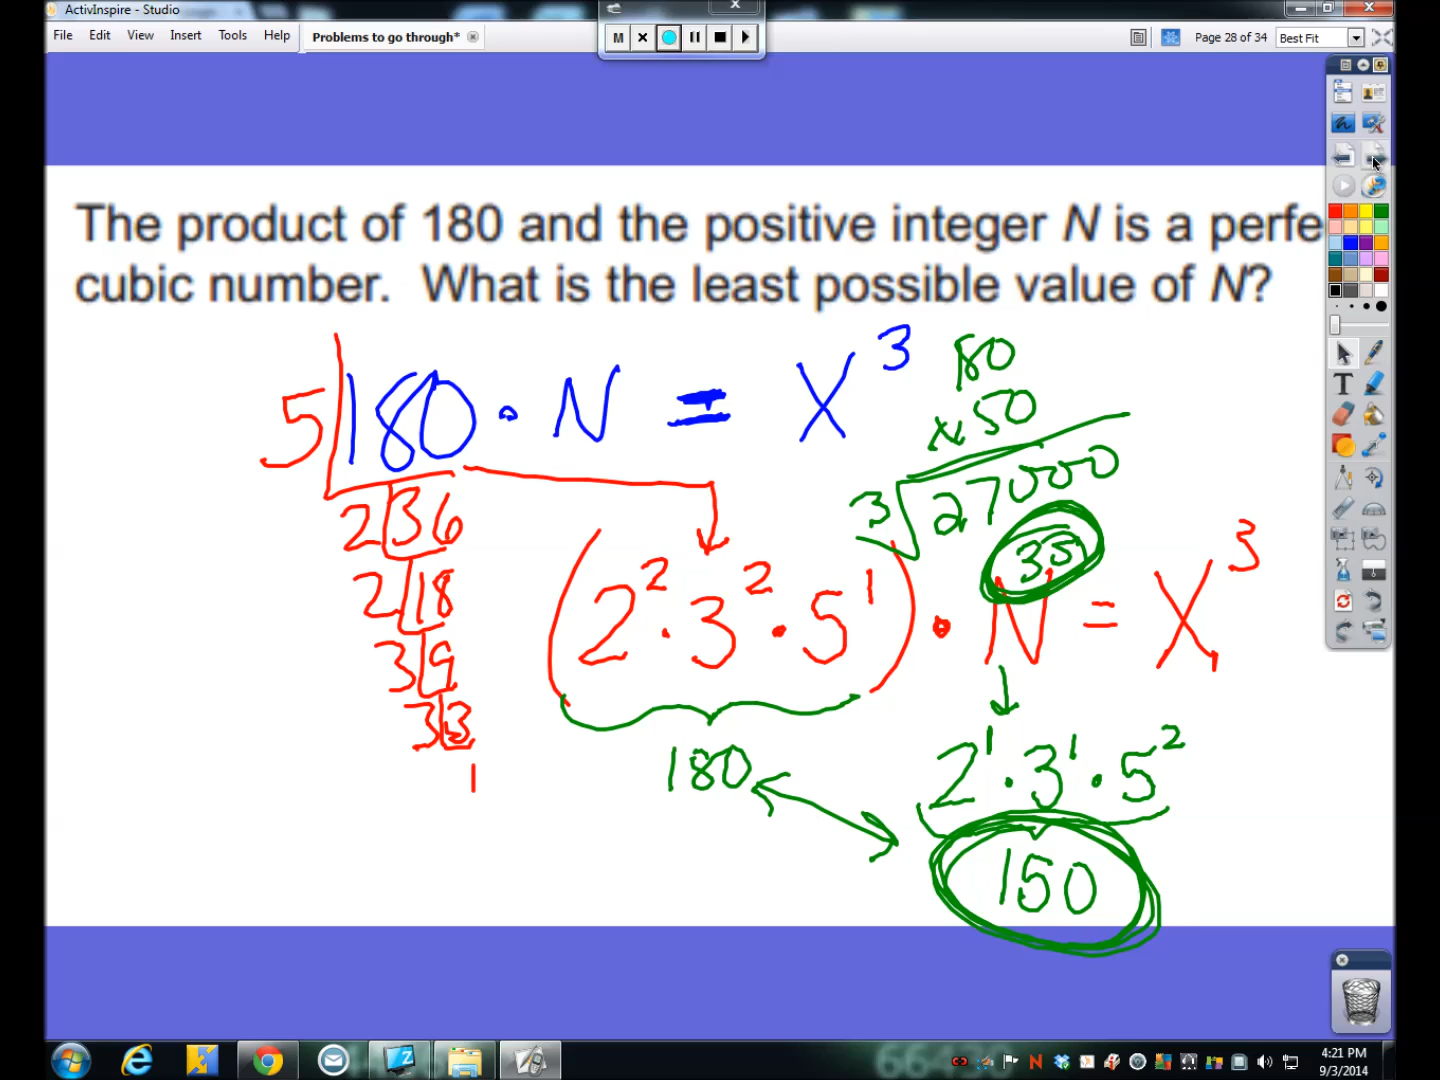 ActivInspire - Studio
File Edit View Insert Tools Help Problems to go through* Page 28 of 34 Best Fit
M
The product of 180 and the positive integer N is a perfe
cubic number. What is the least possible value of N?
5 180 · N = X³
2 36
2 18
3 9
3 3
1
180
x 150
3 27000
(2² · 3² · 5¹) · N = X³
180
2¹ · 3¹ · 5²
150
T
4:21 PM
9/3/2014